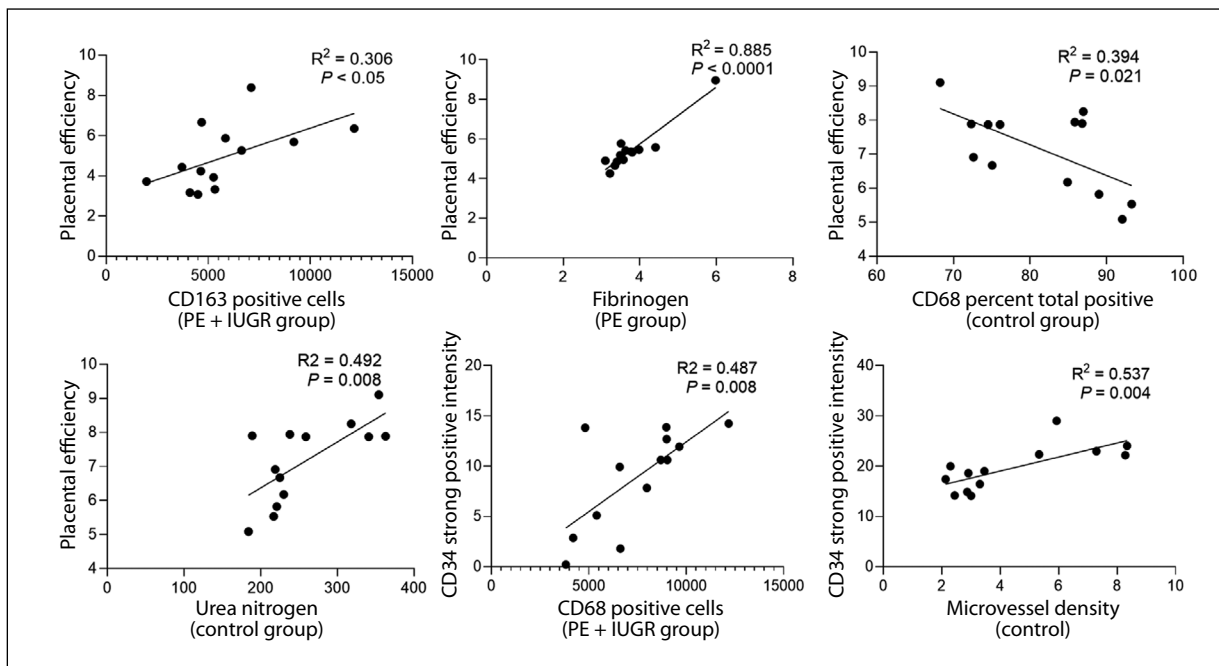 R² = 0.306
P < 0.05
Placental efficiency
10
8
6
4
2
0
0 5000 10000 15000
CD163 positive cells
(PE + IUGR group)
R² = 0.885
P < 0.0001
Placental efficiency
10
8
6
4
2
0
0 2 4 6 8
Fibrinogen
(PE group)
R² = 0.394
P = 0.021
Placental efficiency
10
9
8
7
6
5
4
60 70 80 90 100
CD68 percent total positive
(control group)
R2 = 0.492
P = 0.008
Placental efficiency
10
9
8
7
6
5
4
0 100 200 300 400
Urea nitrogen
(control group)
R2 = 0.487
P = 0.008
CD34 strong positive intensity
20
15
10
5
0
0 5000 10000 15000
CD68 positive cells
(PE + IUGR group)
R² = 0.537
P = 0.004
CD34 strong positive intensity
40
30
20
10
0
0 2 4 6 8 10
Microvessel density
(control)